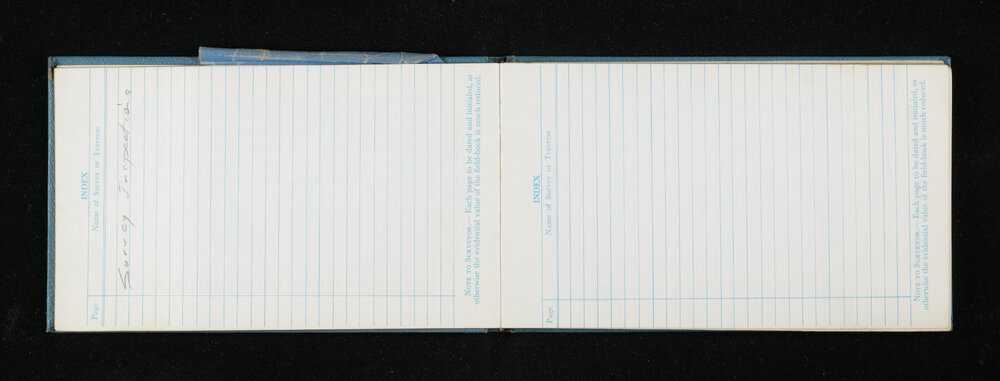 INDEX
Page Name of Survey or Traverse
Survey Inspections
NOTE TO SURVEYOR.— Each page to be dated and initialed, as
otherwise the evidential value of the field-book is much reduced.
INDEX
Page Name of Survey or Traverse
NOTE TO SURVEYOR.— Each page to be dated and initialed, as
otherwise the evidential value of the field-book is much reduced.